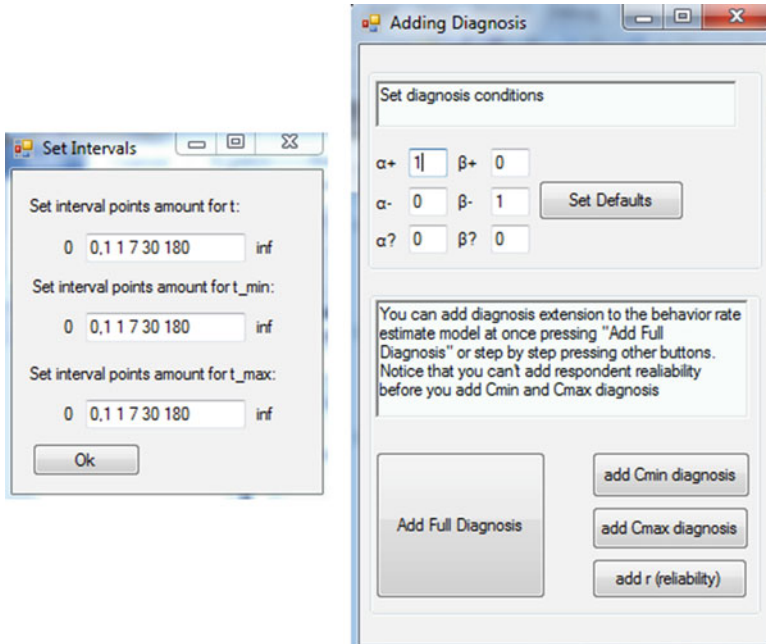 Set Intervals
Set interval points amount for t:
0 0,1 1 7 30 180 inf
Set interval points amount for t_min:
0 0,1 1 7 30 180 inf
Set interval points amount for t_max:
0 0,1 1 7 30 180 inf
Ok
Adding Diagnosis
Set diagnosis conditions
α+ 1 β+ 0
α- 0 β- 1 Set Defaults
α? 0 β? 0
You can add diagnosis extension to the behavior rate
estimate model at once pressing "Add Full
Diagnosis" or step by step pressing other buttons.
Notice that you can't add respondent realiability
before you add Cmin and Cmax diagnosis
Add Full Diagnosis
add Cmin diagnosis
add Cmax diagnosis
add r (reliability)